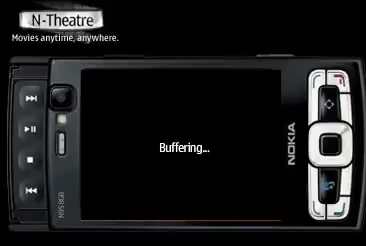 N-Theatre
Movies anytime, anywhere.
Buffering...
NOKIA
N95 8GB